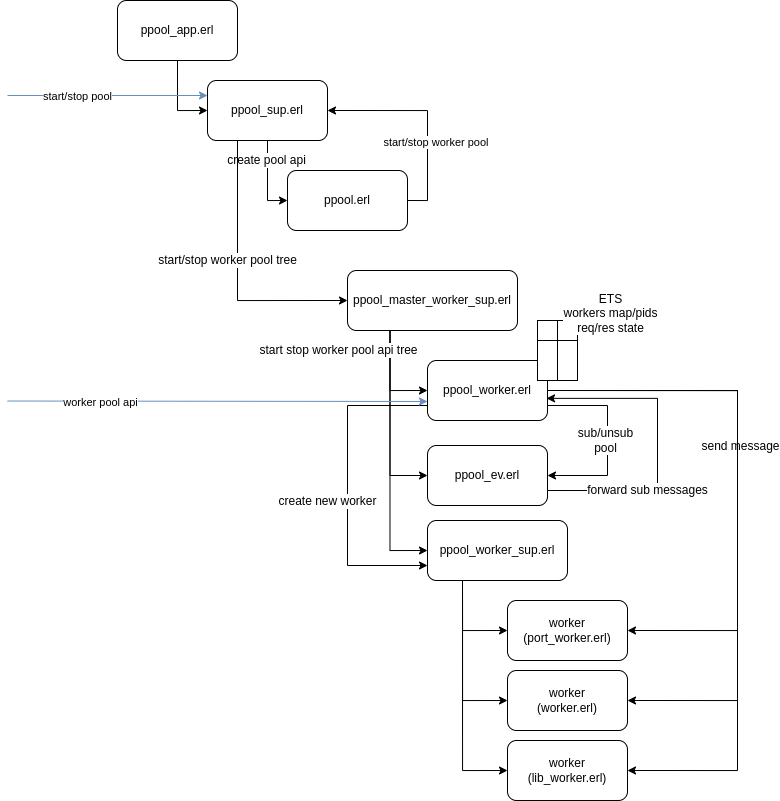 ppool_app.erl
start/stop pool
ppool_sup.erl
start/stop worker pool
create pool api
ppool.erl
start/stop worker pool tree
ppool_master_worker_sup.erl
ETS
workers map/pids
req/res state
start stop worker pool api tree
ppool_worker.erl
worker pool api
sub/unsub
pool
send message
ppool_ev.erl
forward sub messages
create new worker
ppool_worker_sup.erl
worker
(port_worker.erl)
worker
(worker.erl)
worker
(lib_worker.erl)